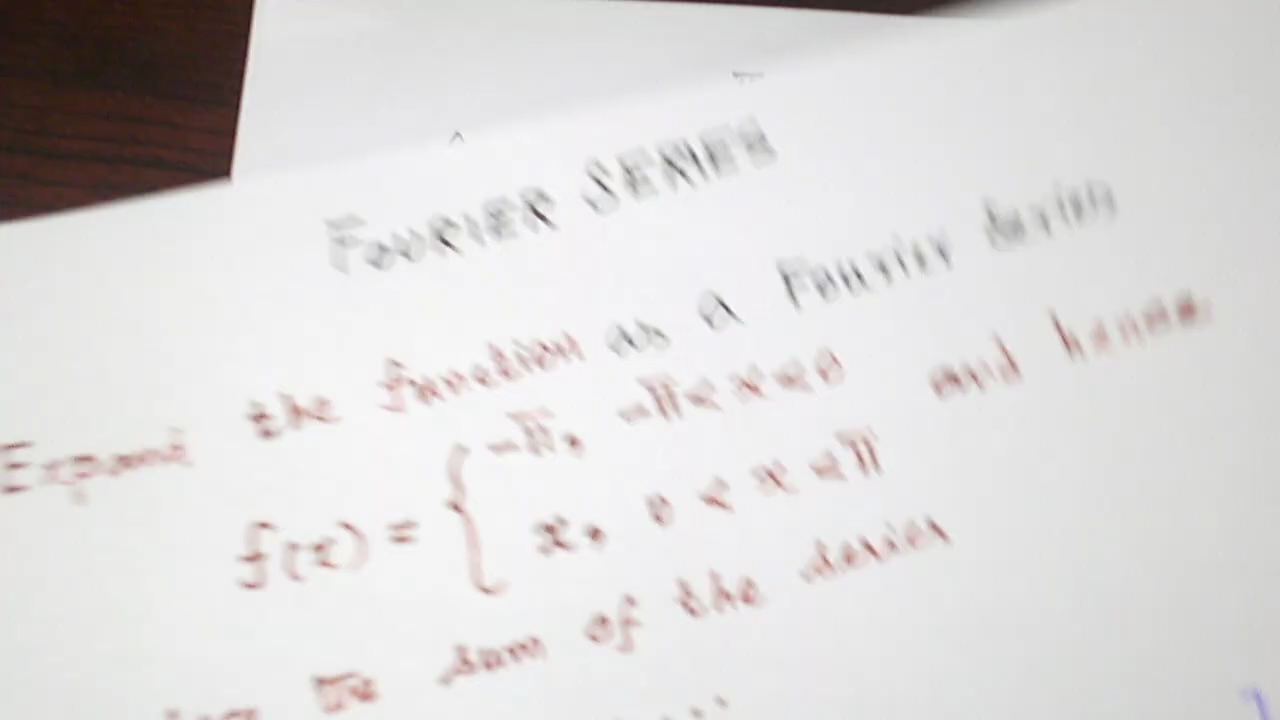 FOURIER SERIES
Expand the function as a Fourier Series
f(x) = { -π, -π < x < 0 and hence
x, 0 < x < π
the sum of the series